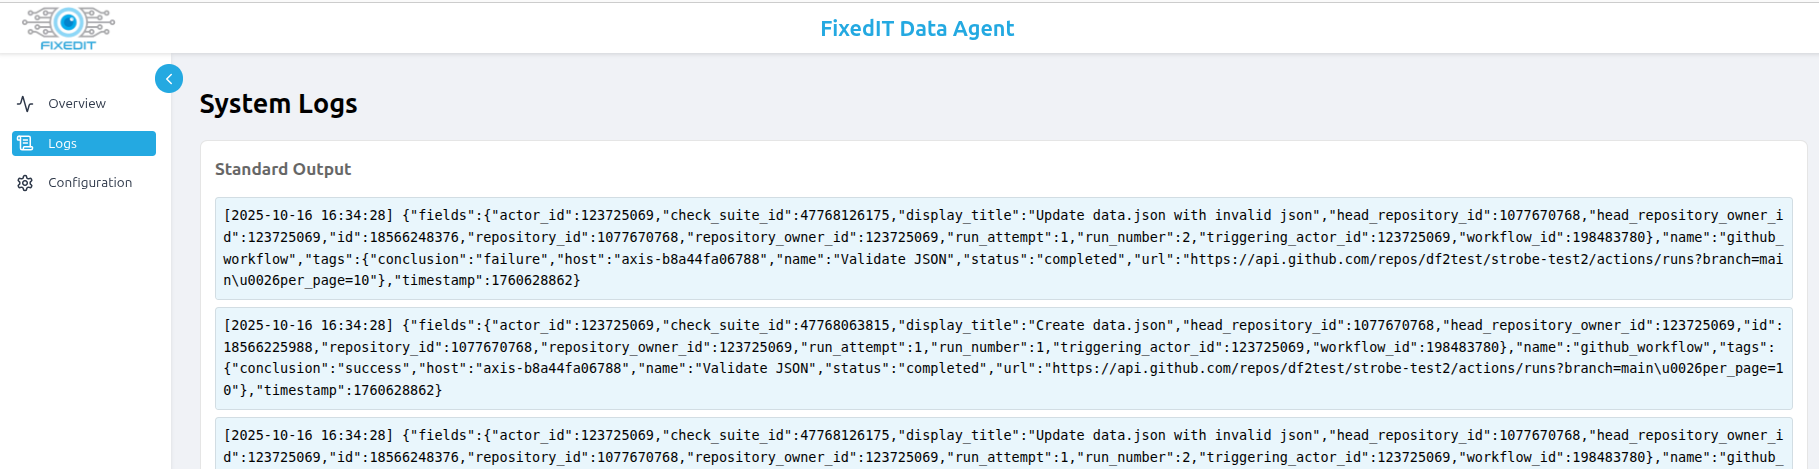 FIXEDIT
FixedIT Data Agent
Overview
Logs
Configuration
System Logs
Standard Output
[2025-10-16 16:34:28] {"fields":{"actor_id":123725069,"check_suite_id":47768126175,"display_title":"Update data.json with invalid json","head_repository_id":1077670768,"head_repository_owner_i
d":123725069,"id":18566248376,"repository_id":1077670768,"repository_owner_id":123725069,"run_attempt":1,"run_number":2,"triggering_actor_id":123725069,"workflow_id":198483780},"name":"github_
workflow","tags":{"conclusion":"failure","host":"axis-b8a44fa06788","name":"Validate JSON","status":"completed","url":"https://api.github.com/repos/df2test/strobe-test2/actions/runs?branch=mai
n\u0026per_page=10"},"timestamp":1760628862}
[2025-10-16 16:34:28] {"fields":{"actor_id":123725069,"check_suite_id":47768063815,"display_title":"Create data.json","head_repository_id":1077670768,"head_repository_owner_id":123725069,"id":
18566225988,"repository_id":1077670768,"repository_owner_id":123725069,"run_attempt":1,"run_number":1,"triggering_actor_id":123725069,"workflow_id":198483780},"name":"github_workflow","tags":
{"conclusion":"success","host":"axis-b8a44fa06788","name":"Validate JSON","status":"completed","url":"https://api.github.com/repos/df2test/strobe-test2/actions/runs?branch=main\u0026per_page=1
0"},"timestamp":1760628862}
[2025-10-16 16:34:28] {"fields":{"actor_id":123725069,"check_suite_id":47768126175,"display_title":"Update data.json with invalid json","head_repository_id":1077670768,"head_repository_owner_i
d":123725069,"id":18566248376,"repository_id":1077670768,"repository_owner_id":123725069,"run_attempt":1,"run_number":2,"triggering_actor_id":123725069,"workflow_id":198483780},"name":"github_